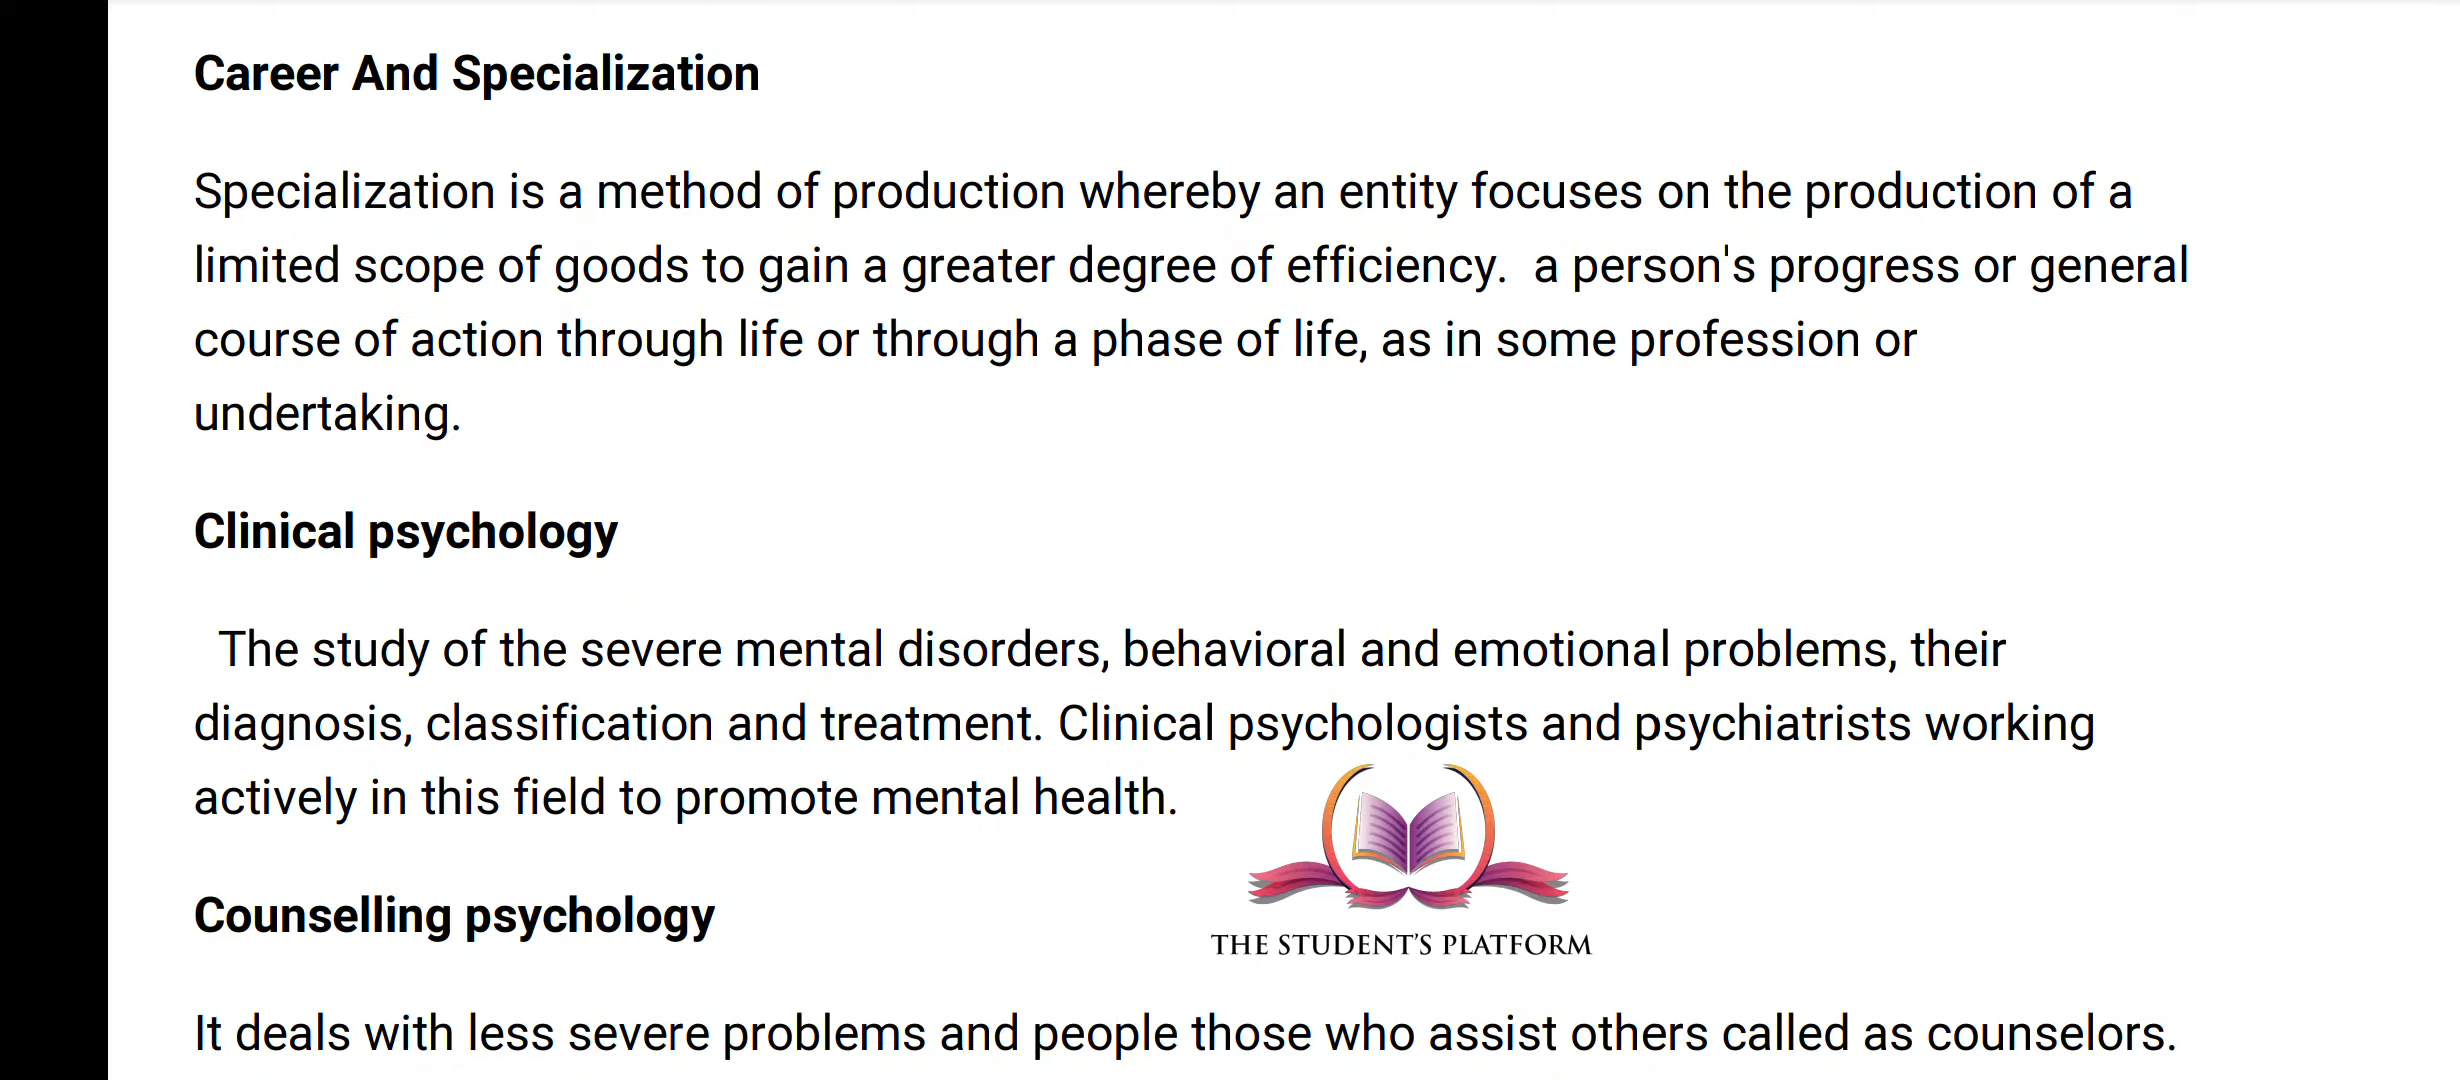 Career And Specialization
Specialization is a method of production whereby an entity focuses on the production of a
limited scope of goods to gain a greater degree of efficiency.  a person's progress or general
course of action through life or through a phase of life, as in some profession or
undertaking.
Clinical psychology
The study of the severe mental disorders, behavioral and emotional problems, their
diagnosis, classification and treatment. Clinical psychologists and psychiatrists working
actively in this field to promote mental health.
Counselling psychology
THE STUDENT'S PLATFORM
It deals with less severe problems and people those who assist others called as counselors.